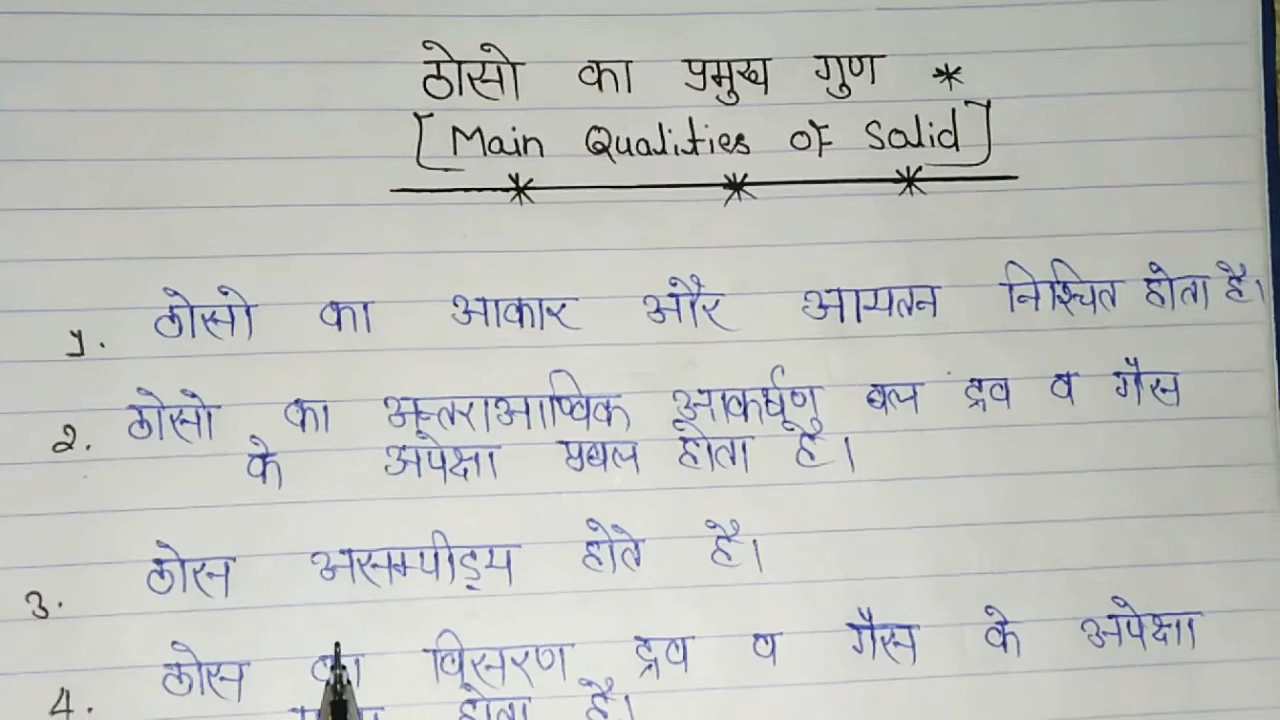 ठोसो का प्रमुख गुण *
[Main Qualities of Solid]
1. ठोसो का आकार और आयतन निश्चित होता है।
2. ठोसो का अन्तराआण्विक आकर्षण बल द्रव व गैस
के अपेक्षा प्रबल होता है।
3. ठोस असम्पीड्य होते है।
4. ठोस का विसरण द्रव व गैस के अपेक्षा
होता है।